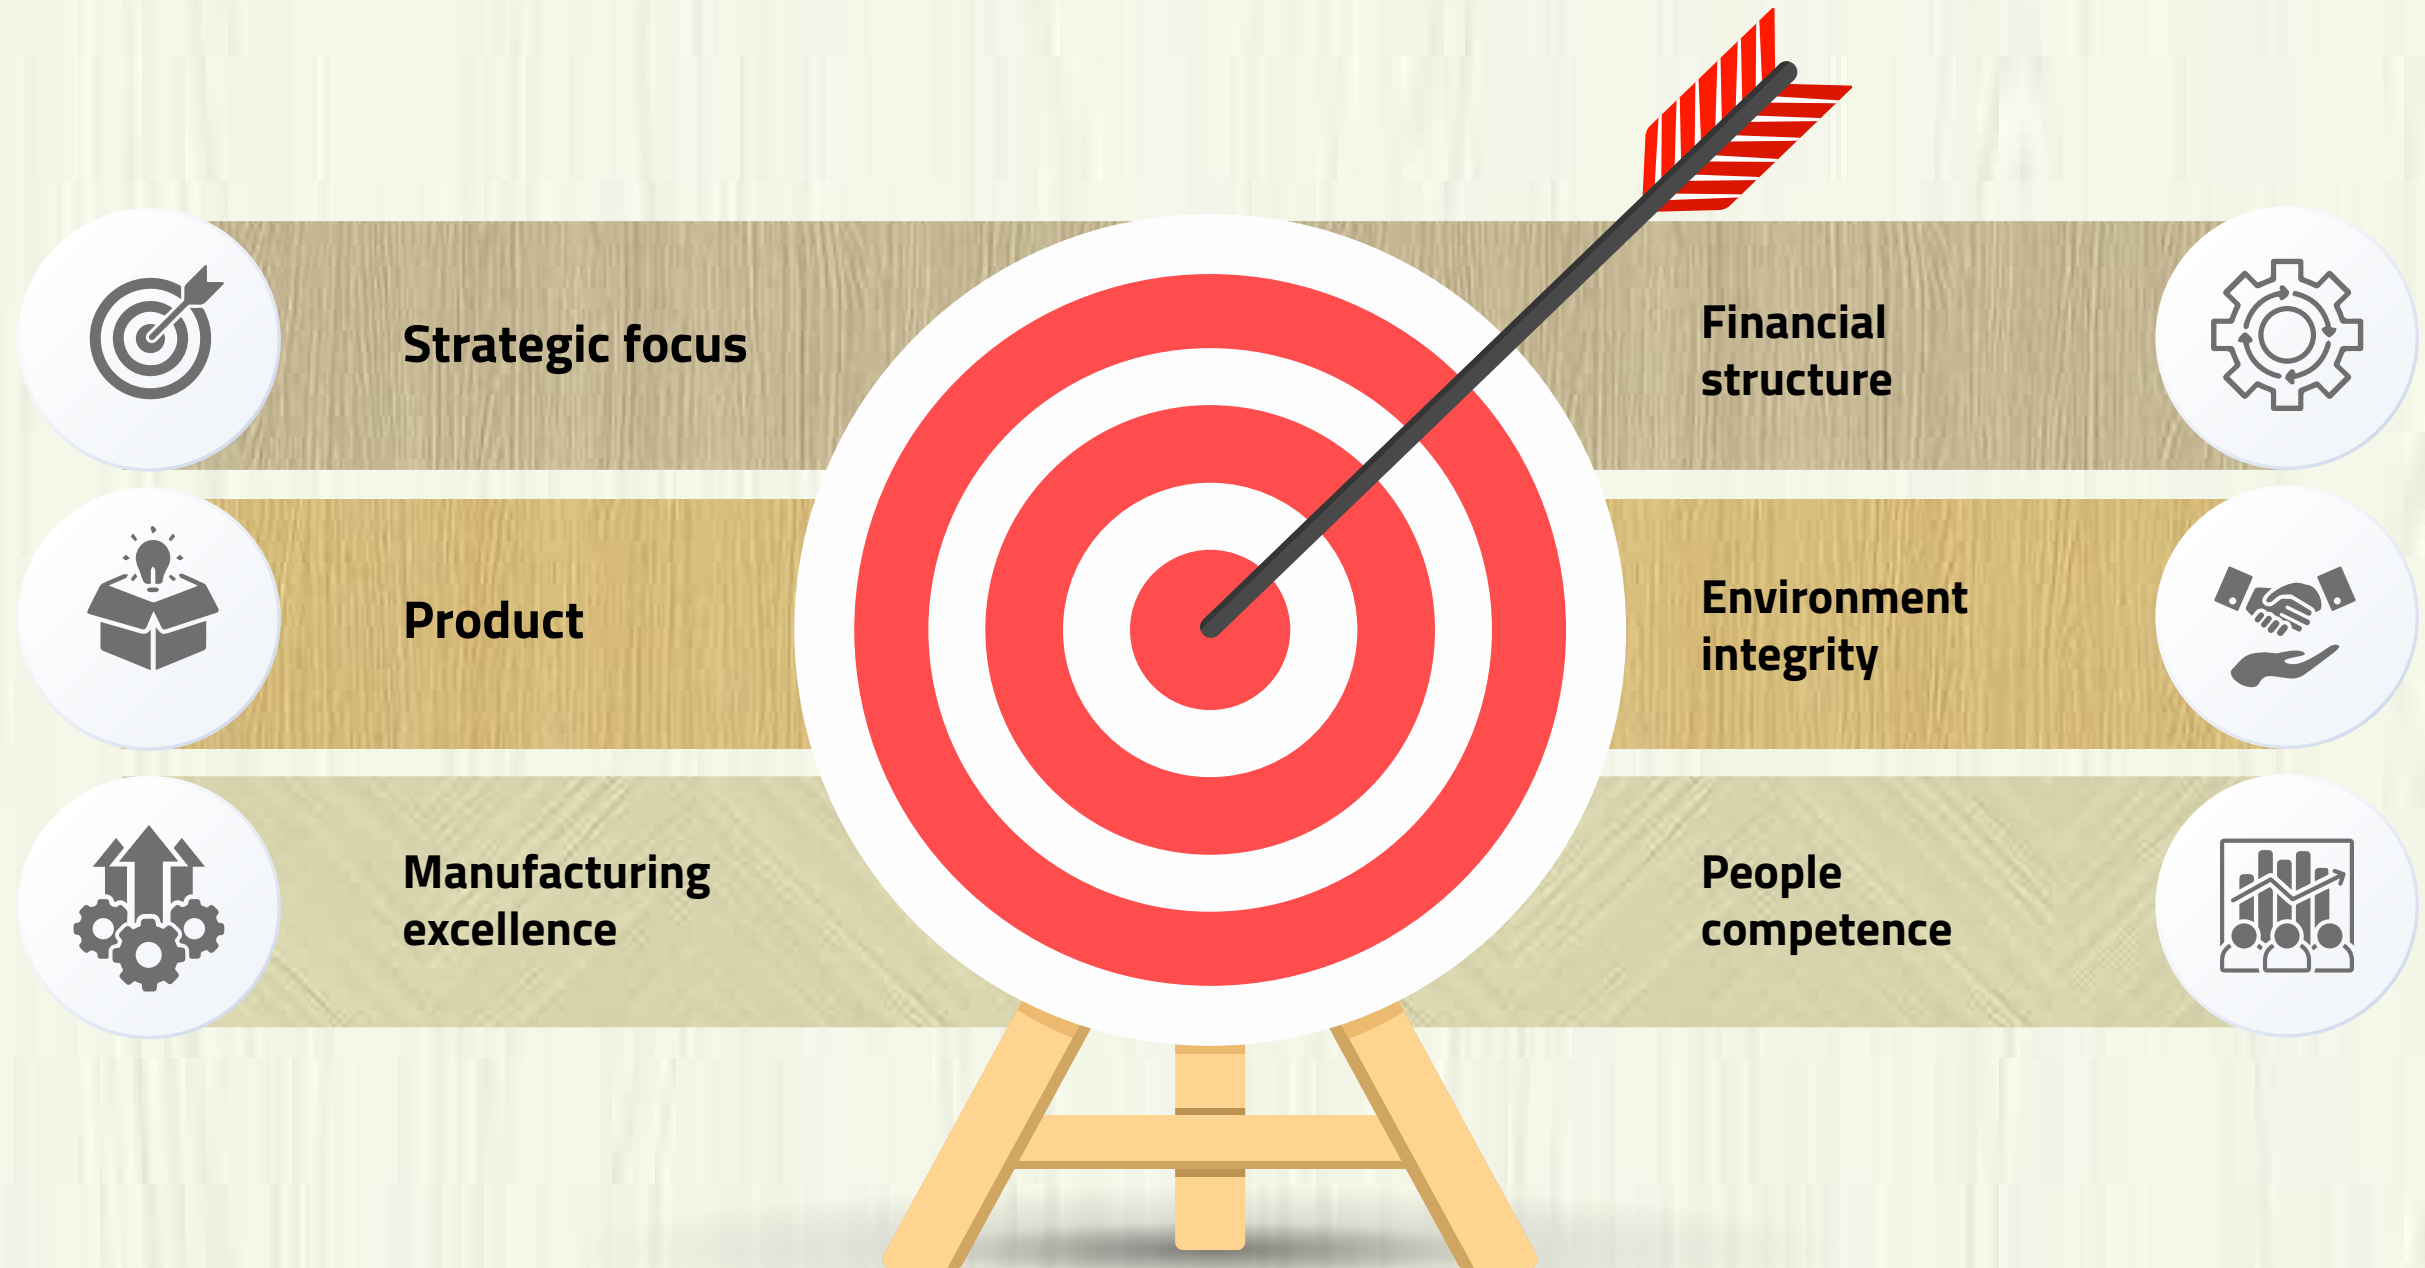 Strategic focus
Product
Manufacturing
excellence
Financial
structure
Environment
integrity
People
competence